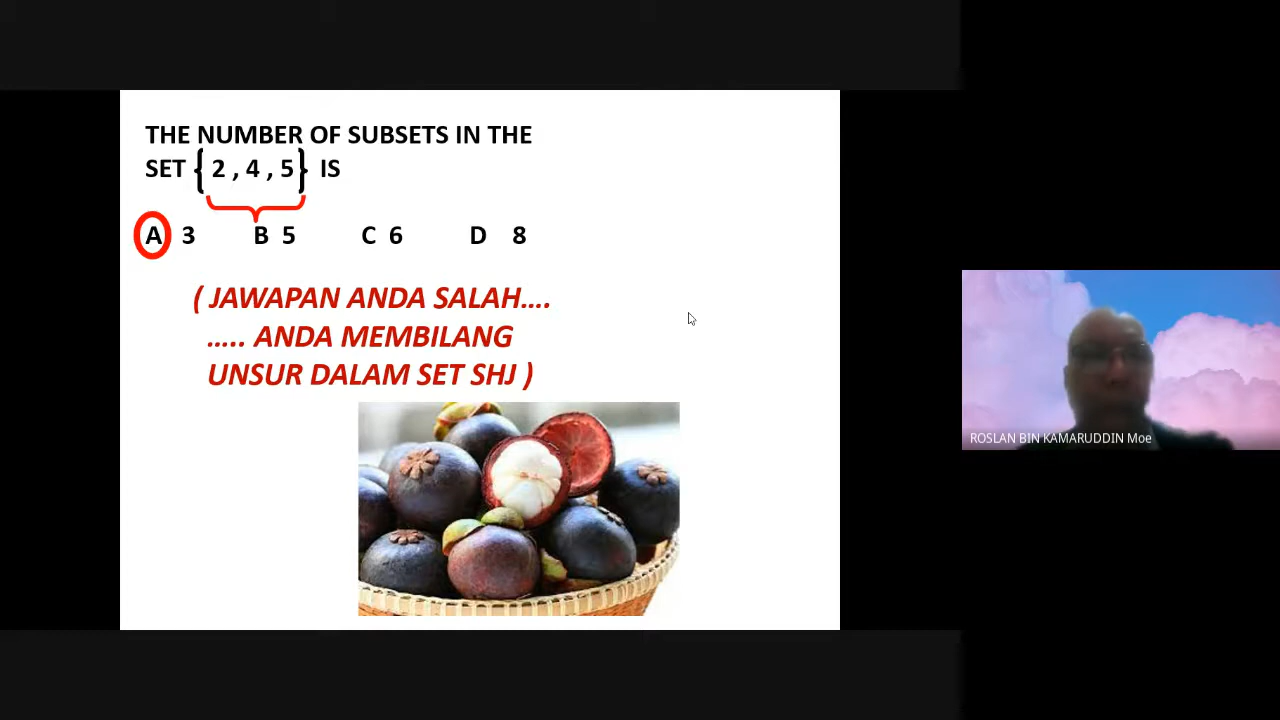 THE NUMBER OF SUBSETS IN THE
SET { 2 , 4 , 5 } IS
A 3 B 5 C 6 D 8
( JAWAPAN ANDA SALAH....
..... ANDA MEMBILANG
UNSUR DALAM SET SHJ )
ROSLAN BIN KAMARUDDIN Moe